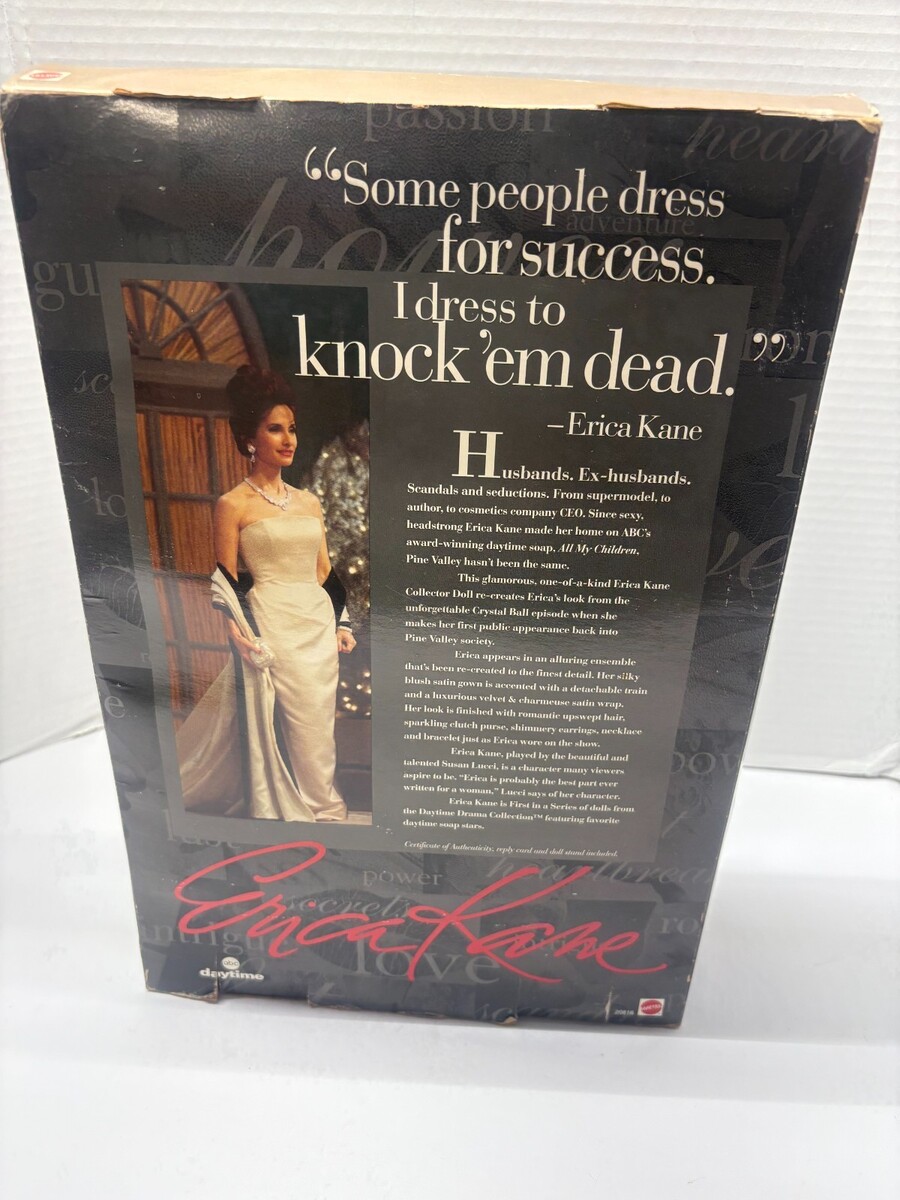 passion
heart
“Some people dress
adventure
for success.
I dress to
knock ’em dead.”
–Erica Kane
Husbands. Ex-husbands.
Scandals and seductions. From supermodel, to
author, to cosmetics company CEO. Since sexy,
headstrong Erica Kane made her home on ABC's
award-winning daytime soap, All My Children,
Pine Valley hasn't been the same.
This glamorous, one-of-a-kind Erica Kane
Collector Doll re-creates Erica's look from the
unforgettable Crystal Ball episode when she
makes her first public appearance back into
Pine Valley society.
Erica appears in an alluring ensemble
that's been re-created to the finest detail. Her silky
blush satin gown is accented with a detachable train
and a luxurious velvet & charmeuse satin wrap.
Her look is finished with romantic upswept hair,
sparkling clutch purse, shimmery earrings, necklace
and bracelet just as Erica wore on the show.
Erica Kane, played by the beautiful and
talented Susan Lucci, is a character many viewers
aspire to be. "Erica is probably the best part ever
written for a woman," Lucci says of her character.
Erica Kane is First in a Series of dolls from
the Daytime Drama Collection™ featuring favorite
daytime soap stars.
Certificate of Authenticity, reply card and doll stand included.
power
secrets
Erica Kane
love
abc
daytime
20816
MATTEL